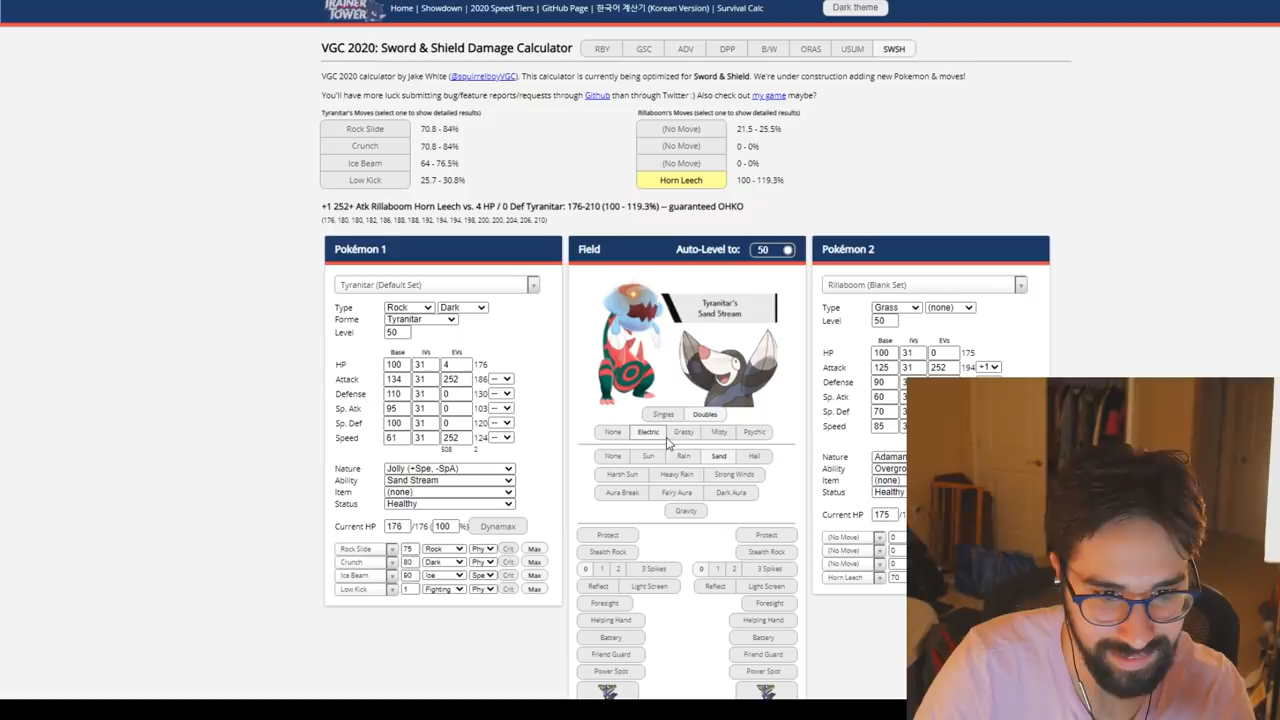 TRAINER TOWER
Home | Showdown | 2020 Speed Tiers | GitHub Page | 한국어 계산기 (Korean Version) | Survival Calc
Dark theme
VGC 2020: Sword & Shield Damage Calculator
RBY GSC ADV DPP B/W ORAS USUM SWSH
VGC 2020 calculator by Jake White (@squirrelboyVGC). This calculator is currently being optimized for Sword & Shield. We're under construction adding new Pokemon & moves!
You'll have more luck submitting bug/feature reports/requests through Github than through Twitter :) Also check out my game maybe?
Tyranitar's Moves (select one to show detailed results)
Rock Slide 70.8 - 84%
Crunch 70.8 - 84%
Ice Beam 64 - 76.5%
Low Kick 25.7 - 30.8%
Rillaboom's Moves (select one to show detailed results)
(No Move) 21.5 - 25.5%
(No Move) 0 - 0%
(No Move) 0 - 0%
Horn Leech 100 - 119.3%
+1 252+ Atk Rillaboom Horn Leech vs. 4 HP / 0 Def Tyranitar: 176-210 (100 - 119.3%) -- guaranteed OHKO
(176, 180, 180, 182, 186, 188, 188, 192, 194, 194, 198, 200, 200, 204, 206, 210)
Pokémon 1
Tyranitar (Default Set)
Type Rock Dark
Forme Tyranitar
Level 50
Base IVs EVs
HP 100 31 4 176
Attack 134 31 252 186 --
Defense 110 31 0 130 --
Sp. Atk 95 31 0 103 --
Sp. Def 100 31 0 120 --
Speed 61 31 252 124 --
508 2
Nature Jolly (+Spe, -SpA)
Ability Sand Stream
Item (none)
Status Healthy
Current HP 176 /176 ( 100 %) Dynamax
Rock Slide 75 Rock Phy Crit Max
Crunch 80 Dark Phy Crit Max
Ice Beam 90 Ice Spe Crit Max
Low Kick 1 Fighting Phy Crit Max
Field Auto-Level to: 50
Tyranitar's
Sand Stream
Singles Doubles
None Electric Grassy Misty Psychic
None Sun Rain Sand Hail
Harsh Sun Heavy Rain Strong Winds
Aura Break Fairy Aura Dark Aura
Gravity
Protect Protect
Stealth Rock Stealth Rock
0 1 2 3 Spikes 0 1 2 3 Spikes
Reflect Light Screen Reflect Light Screen
Foresight Foresight
Helping Hand Helping Hand
Battery Battery
Friend Guard Friend Guard
Power Spot Power Spot
Pokémon 2
Rillaboom (Blank Set)
Type Grass (none)
Level 50
Base IVs EVs
HP 100 31 0 175
Attack 125 31 252 194 +1
Defense 90
Sp. Atk 60
Sp. Def 70
Speed 85
Nature Adaman
Ability Overgro
Item (none)
Status Healthy
Current HP 175
(No Move) 0
(No Move) 0
(No Move) 0
Horn Leech 70